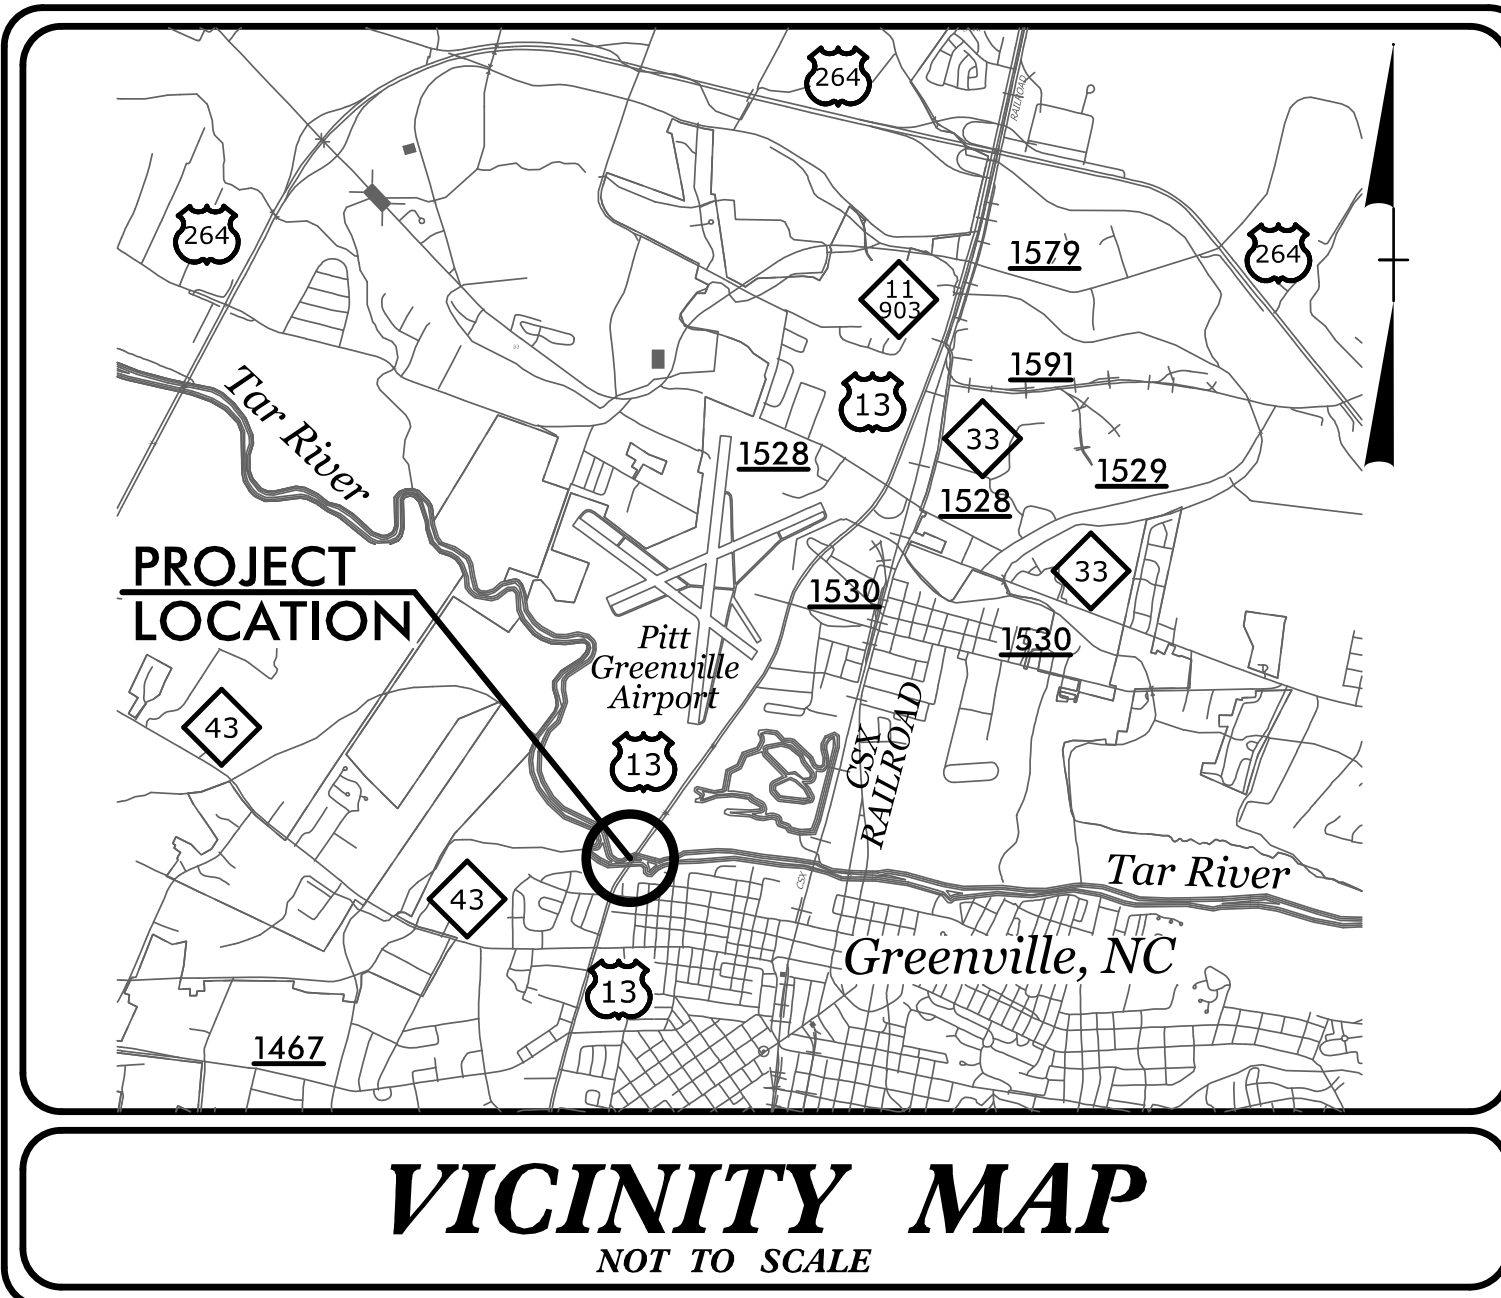 264
RAILROAD
264
1579
264
11
903
1591
Tar River
13
33
1528
1529
1528
PROJECT
LOCATION
33
1530
Pitt
Greenville
Airport
1530
43
CSX
RAILROAD
13
Tar River
43
CSX
Greenville, NC
13
1467
VICINITY MAP
NOT TO SCALE